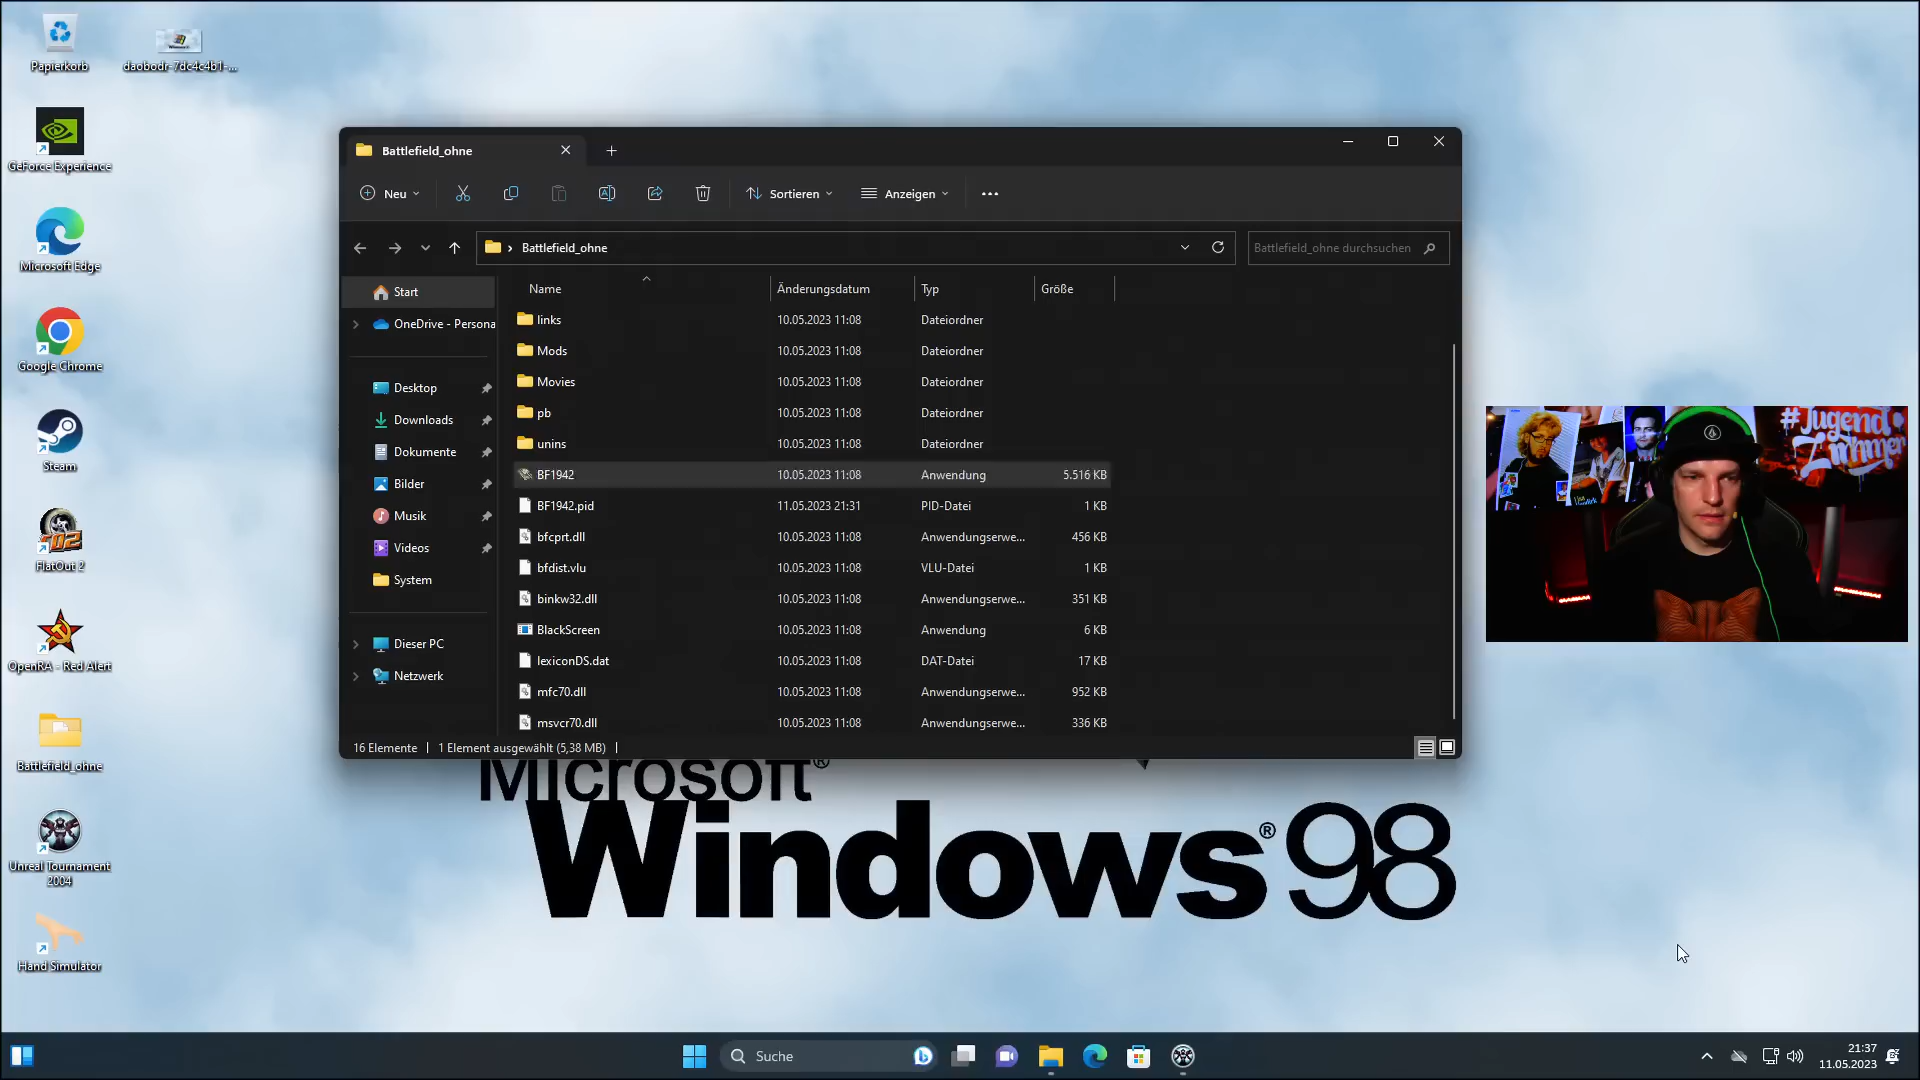 Papierkorb
daobodr-7dc4c4b1-...
GeForce Experience
Microsoft Edge
Google Chrome
Steam
FlatOut 2
OpenRA - Red Alert
Battlefield_ohne
Unreal Tournament
2004
Hand Simulator
Battlefield_ohne
Neu
Sortieren
Anzeigen
Battlefield_ohne
Battlefield_ohne durchsuchen
Start
OneDrive - Persona
Desktop
Downloads
Dokumente
Bilder
Musik
Videos
System
Dieser PC
Netzwerk
Name Änderungsdatum Typ Größe
links 10.05.2023 11:08 Dateiordner
Mods 10.05.2023 11:08 Dateiordner
Movies 10.05.2023 11:08 Dateiordner
pb 10.05.2023 11:08 Dateiordner
unins 10.05.2023 11:08 Dateiordner
BF1942 10.05.2023 11:08 Anwendung 5.516 KB
BF1942.pid 11.05.2023 21:31 PID-Datei 1 KB
bfcprt.dll 10.05.2023 11:08 Anwendungserwe... 456 KB
bfdist.vlu 10.05.2023 11:08 VLU-Datei 1 KB
binkw32.dll 10.05.2023 11:08 Anwendungserwe... 351 KB
BlackScreen 10.05.2023 11:08 Anwendung 6 KB
lexiconDS.dat 10.05.2023 11:08 DAT-Datei 17 KB
mfc70.dll 10.05.2023 11:08 Anwendungserwe... 952 KB
msvcr70.dll 10.05.2023 11:08 Anwendungserwe... 336 KB
16 Elemente 1 Element ausgewählt (5,38 MB)
#Jugend
Zimmer
Microsoft®
Windows®98
Suche
21:37
11.05.2023